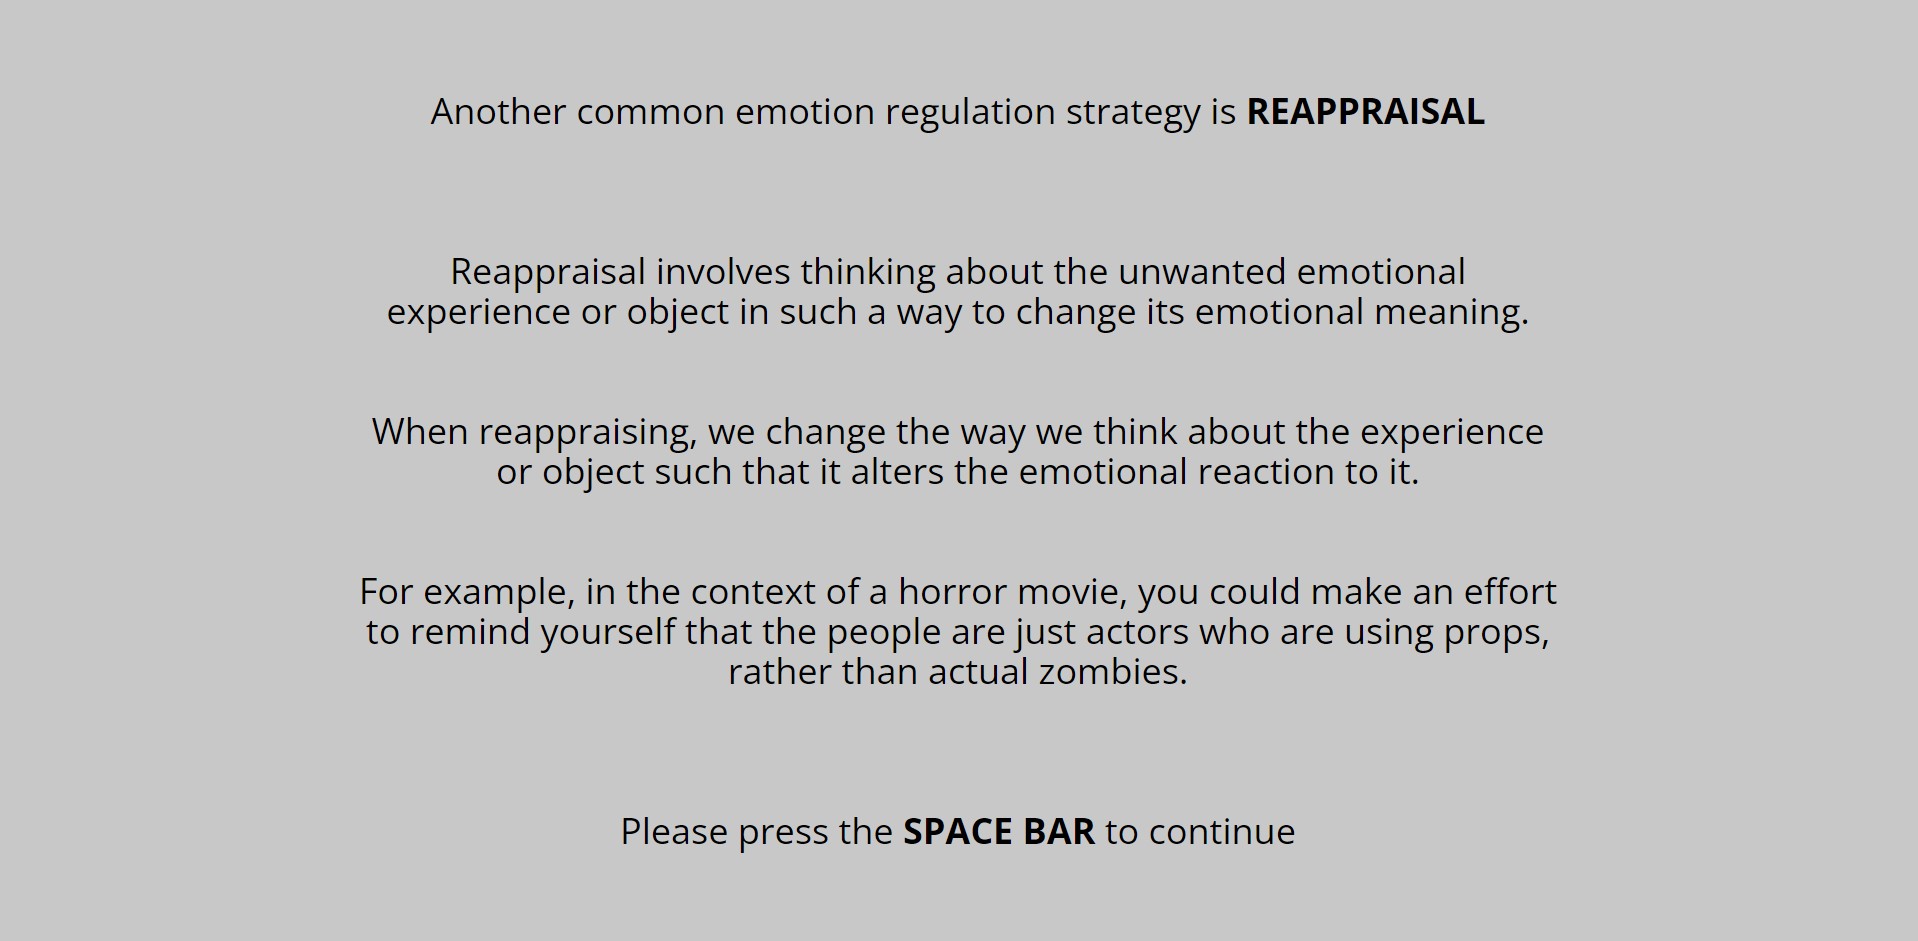 Another common emotion regulation strategy is REAPPRAISAL
Reappraisal involves thinking about the unwanted emotional
experience or object in such a way to change its emotional meaning.
When reappraising, we change the way we think about the experience
or object such that it alters the emotional reaction to it.
For example, in the context of a horror movie, you could make an effort
to remind yourself that the people are just actors who are using props,
rather than actual zombies.
Please press the SPACE BAR to continue